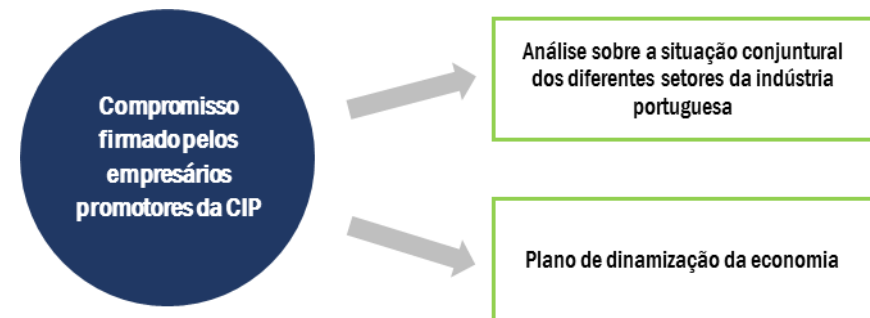 Compromisso
firmado pelos
empresários
promotores da CIP
Análise sobre a situação conjuntural
dos diferentes setores da indústria
portuguesa
Plano de dinamização da economia